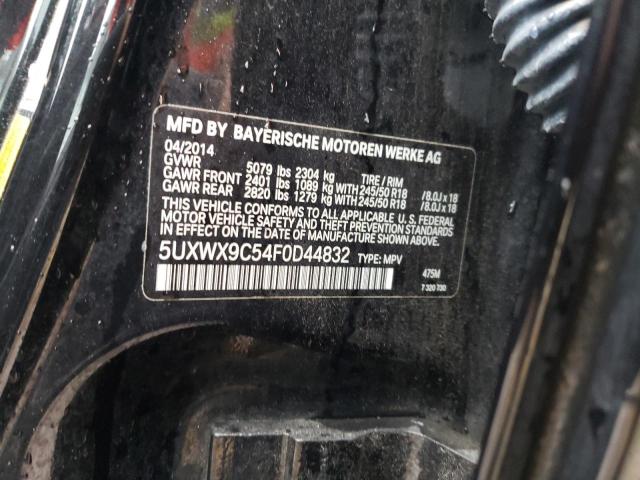 MFD BY BAYERISCHE MOTOREN WERKE AG
04/2014
GVWR 5079 lbs 2304 kg TIRE / RIM
GAWR FRONT 2401 lbs 1089 kg WITH 245/50 R18 / 8.0J x 18
GAWR REAR 2820 lbs 1279 kg WITH 245/50 R18 / 8.0J x 18
THIS VEHICLE CONFORMS TO ALL APPLICABLE U.S. FEDERAL
MOTOR VEHICLE SAFETY AND THEFT PREVENTION STANDARDS
IN EFFECT ON THE DATE OF MANUFACTURE SHOWN ABOVE.
5UXWX9C54F0D44832 TYPE: MPV
475M
7 320 730